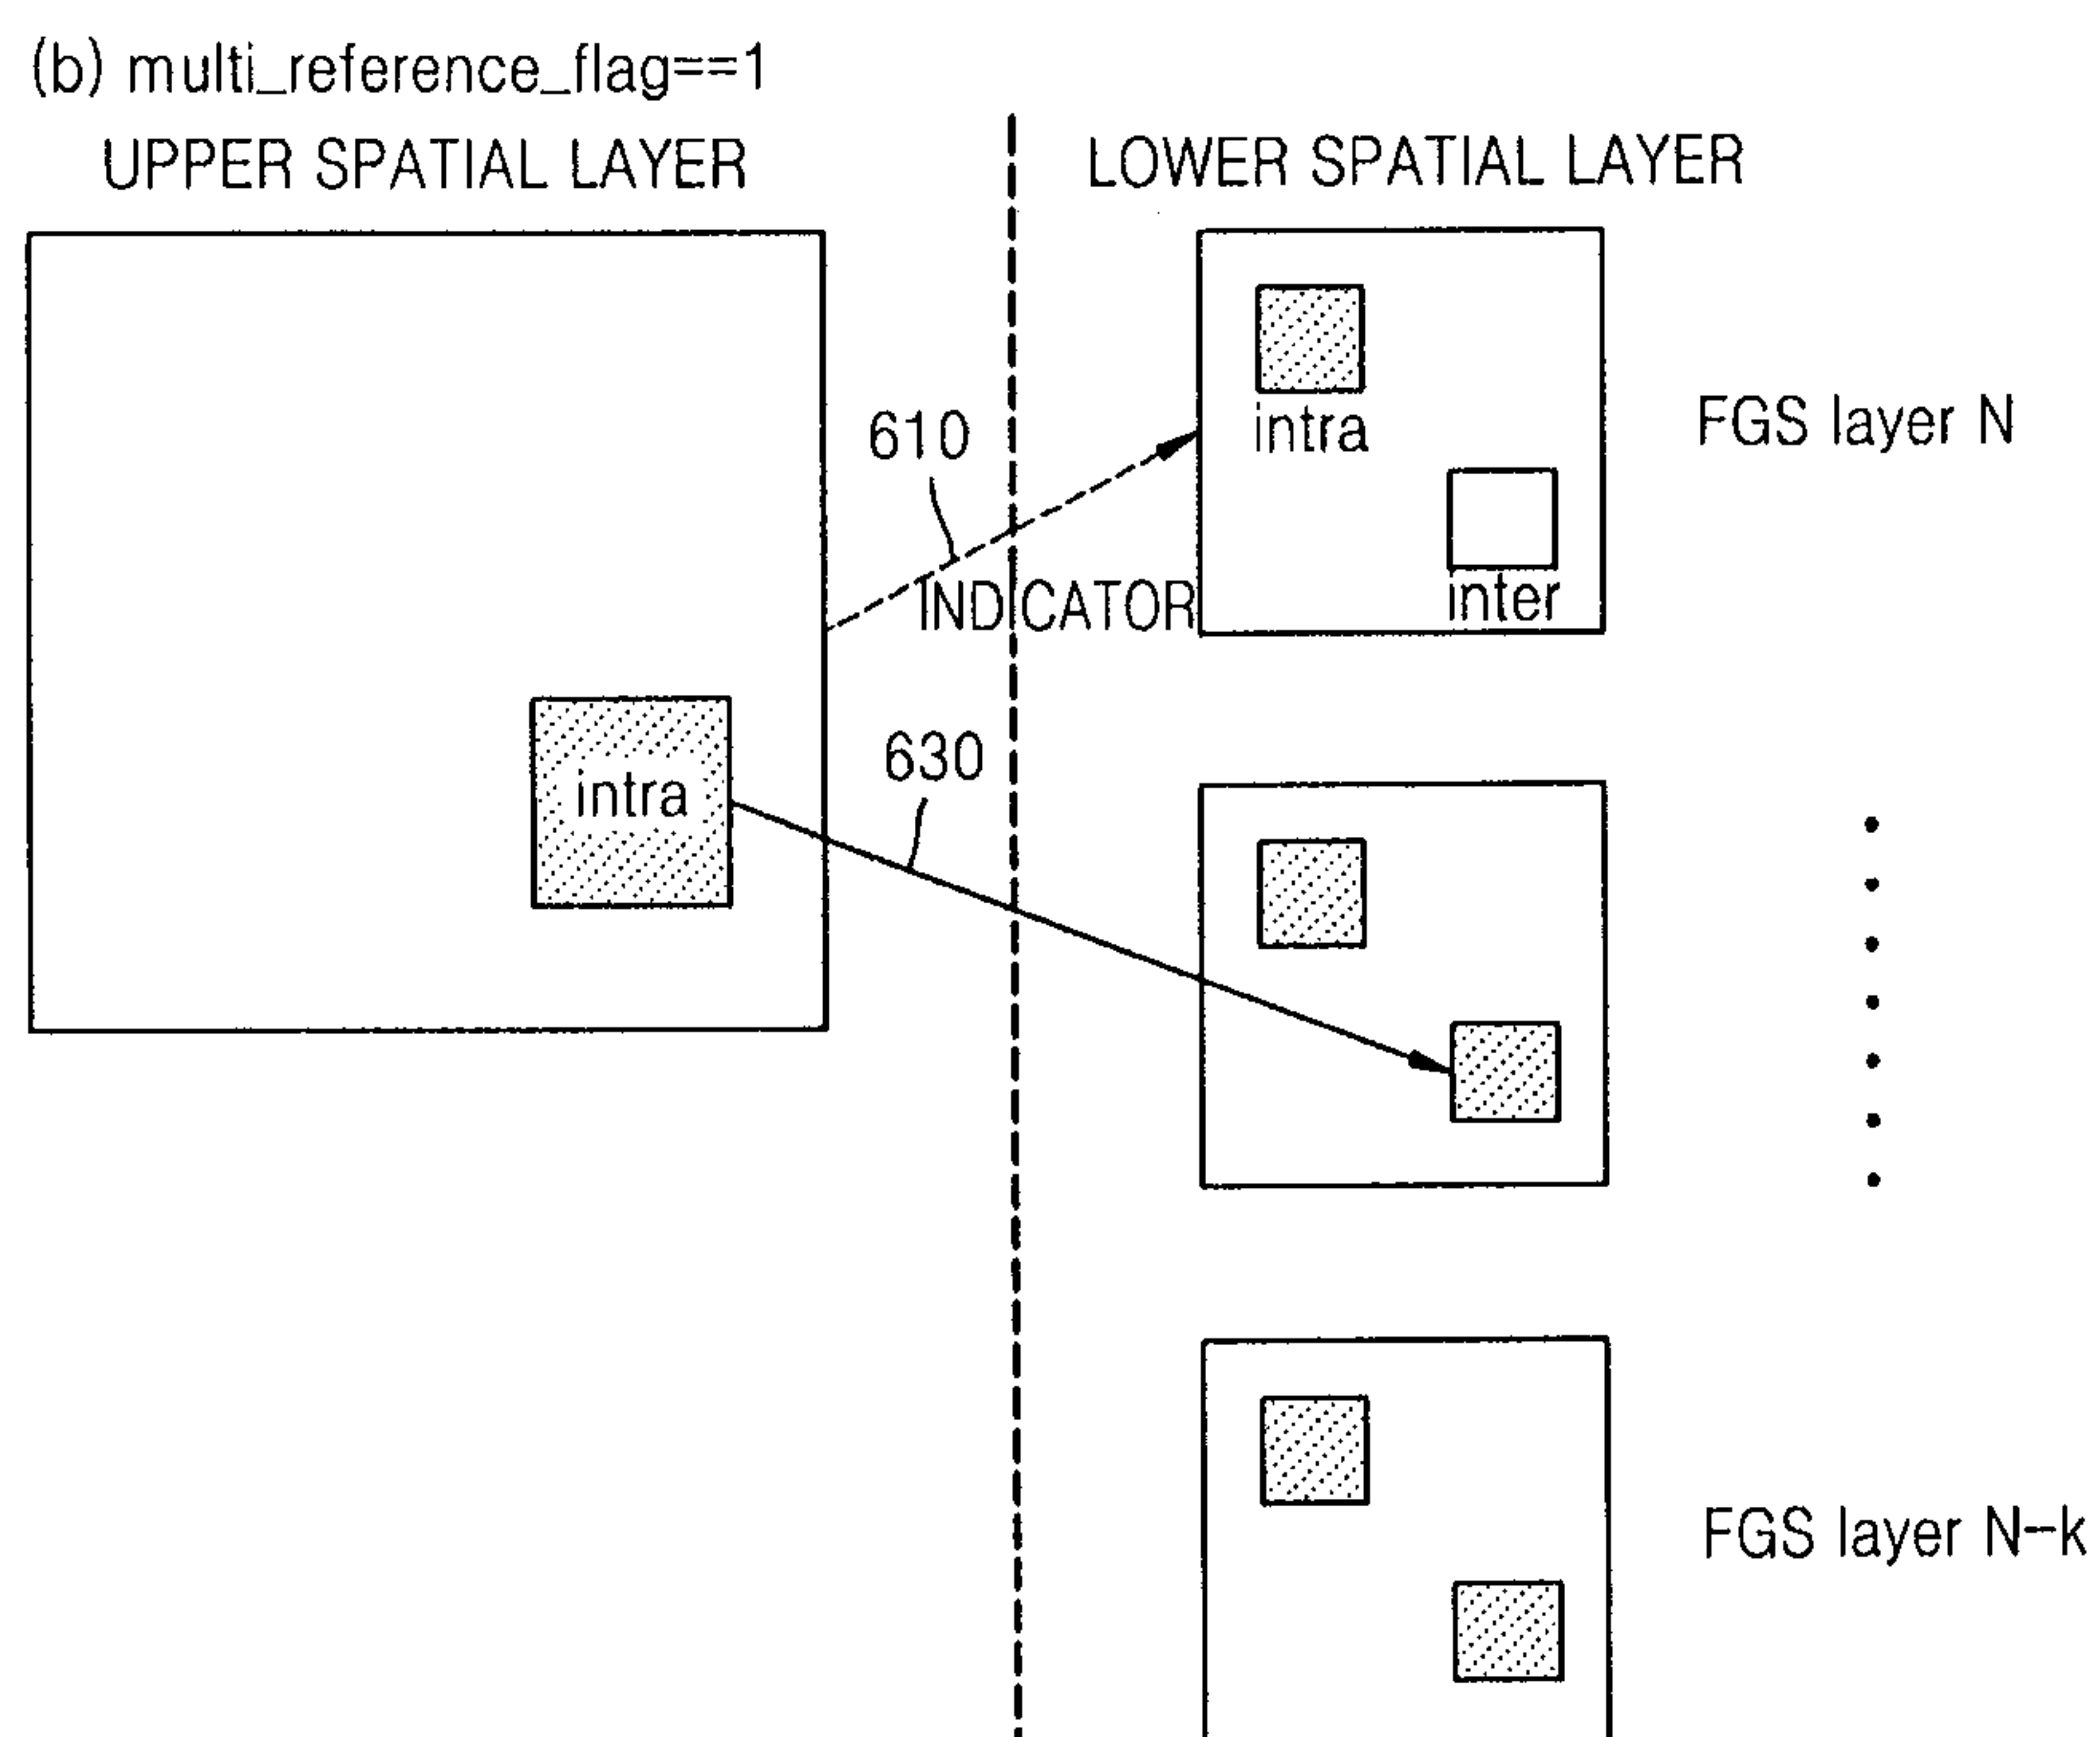 (b) multi_reference_flag==1
UPPER SPATIAL LAYER
LOWER SPATIAL LAYER
610
intra
FGS layer N
INDICATOR
inter
630
intra
FGS layer N-k